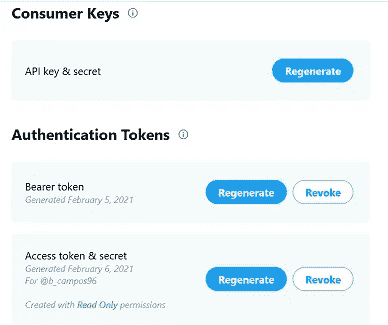 Consumer Keys
API key & secret
Regenerate
Authentication Tokens
Bearer token
Generated February 5, 2021
Regenerate
Revoke
Access token & secret
Generated February 6, 2021
For @b_campos96
Created with Read Only permissions
Regenerate
Revoke